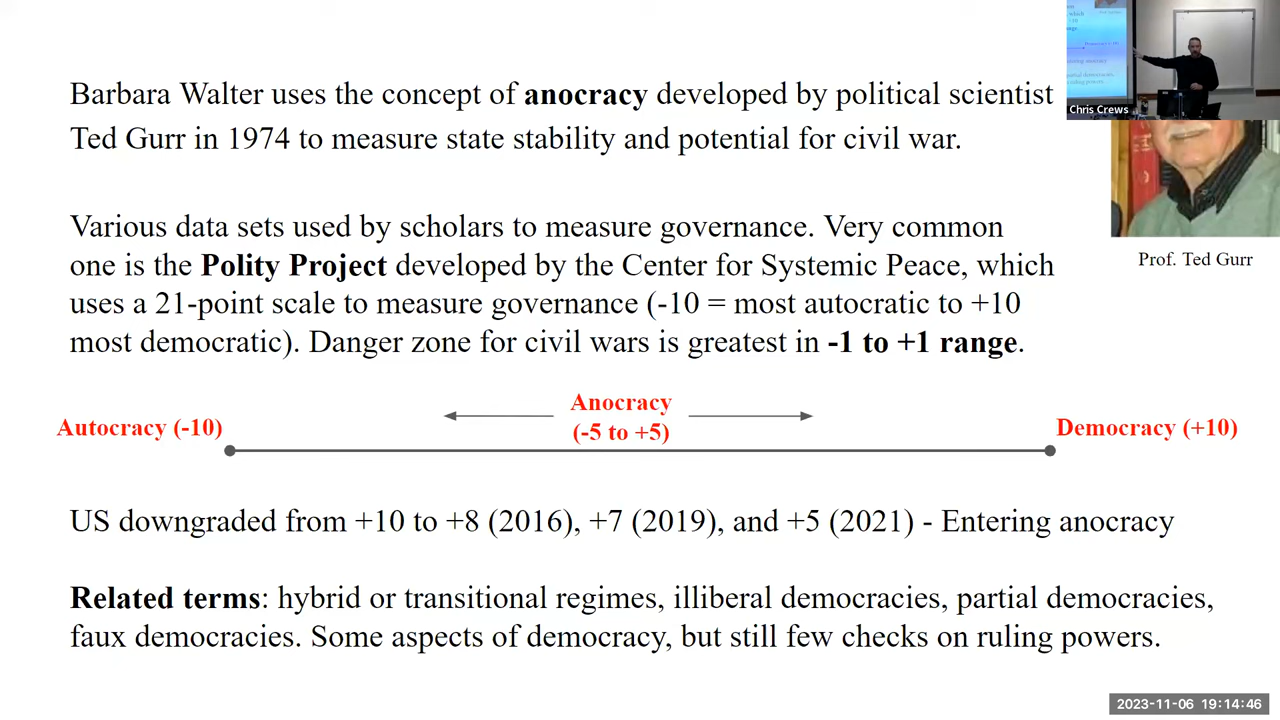 Barbara Walter uses the concept of anocracy developed by political scientist
Ted Gurr in 1974 to measure state stability and potential for civil war.
Chris Crews
Various data sets used by scholars to measure governance. Very common
one is the Polity Project developed by the Center for Systemic Peace, which
uses a 21-point scale to measure governance (-10 = most autocratic to +10
most democratic). Danger zone for civil wars is greatest in -1 to +1 range.
Prof. Ted Gurr
Autocracy (-10)
Anocracy
(-5 to +5)
Democracy (+10)
US downgraded from +10 to +8 (2016), +7 (2019), and +5 (2021) - Entering anocracy
Related terms: hybrid or transitional regimes, illiberal democracies, partial democracies,
faux democracies. Some aspects of democracy, but still few checks on ruling powers.
2023-11-06 19:14:46